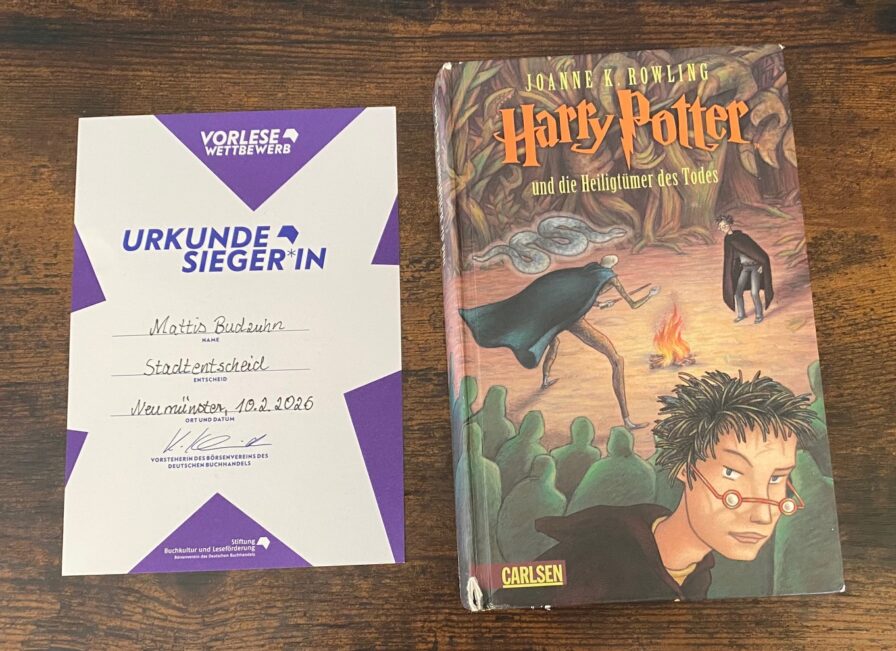 VORLESE
WETTBEWERB
URKUNDE
SIEGER*IN
Mattis Budzuhn
NAME
Stadtentscheid
ENTSCHEID
Neumünster, 10.2.2026
ORT UND DATUM
VORSTEHERIN DES BÖRSENVEREINS DES
DEUTSCHEN BUCHHANDELS
Stiftung
Buchkultur und Leseförderung
Börsenverein des Deutschen Buchhandels
JOANNE K. ROWLING
Harry Potter
und die Heiligtümer des Todes
CARLSEN